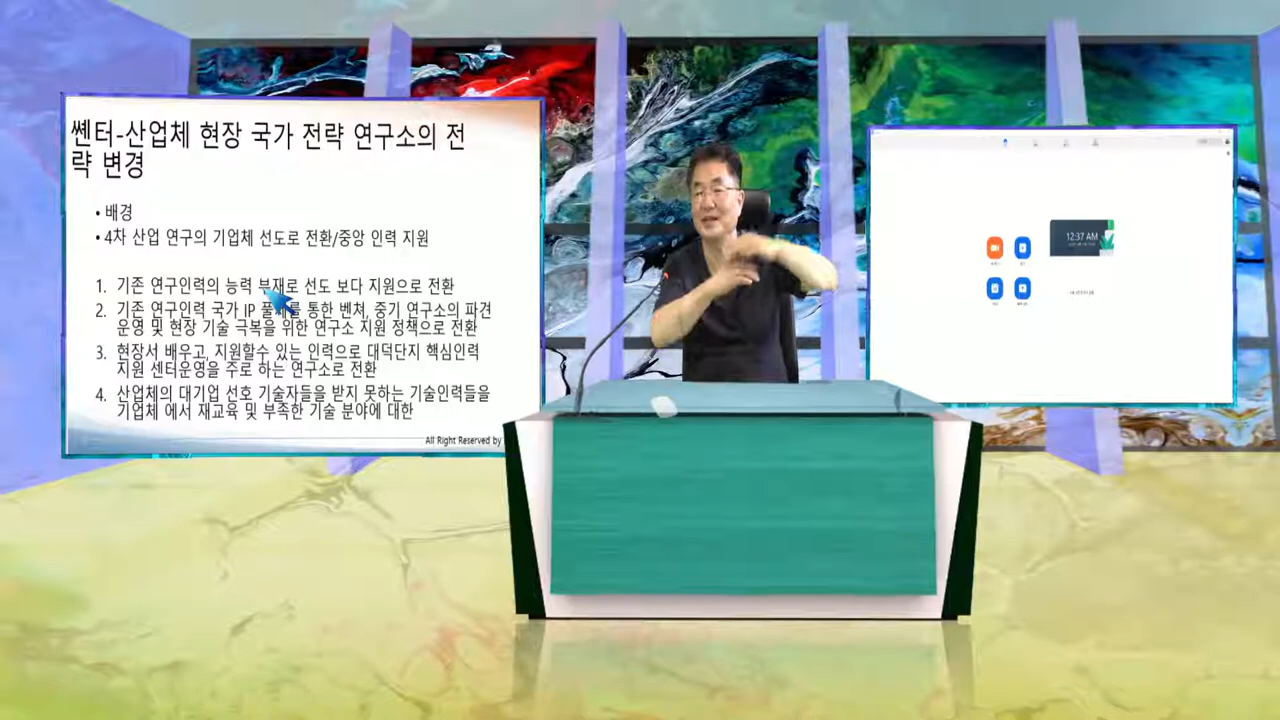 쎈터-산업체 현장 국가 전략 연구소의 전
략 변경
• 배경
• 4차 산업 연구의 기업체 선도로 전환/중앙 인력 지원
1. 기존 연구인력의 능력 부재로 선도 보다 지원으로 전환
2. 기존 연구인력 국가 IP 풀 를 통한 벤쳐, 중기 연구소의 파견
운영 및 현장 기술 극복을 위한 연구소 지원 정책으로 전환
3. 현장서 배우고, 지원할수 있는 인력으로 대덕단지 핵심인력
지원 센터운영을 주로 하는 연구소로 전환
4. 산업체의 대기업 선호 기술자들을 받지 못하는 기술인력들을
기업체 에서 재교육 및 부족한 기술 분야에 대한
All Right Reserved by
12:37 AM